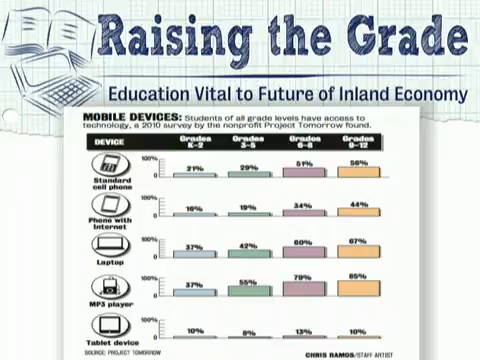 Raising the Grade
Education Vital to Future of Inland Economy
MOBILE DEVICES: Students of all grade levels have access to
technology, a 2010 survey by the nonprofit Project Tomorrow found.
DEVICE Grades K-2 Grades 3-5 Grades 6-8 Grades 9-12
100% 21% 29% 51% 56%
0
Standard
cell phone
100% 16% 19% 34% 44%
0
Phone with
Internet
100% 37% 42% 60% 67%
0
Laptop
100% 37% 55% 79% 85%
0
MP3 player
100% 10% 8% 13% 10%
0
Tablet device
SOURCE: PROJECT TOMORROW CHRIS RAMOS/STAFF ARTIST